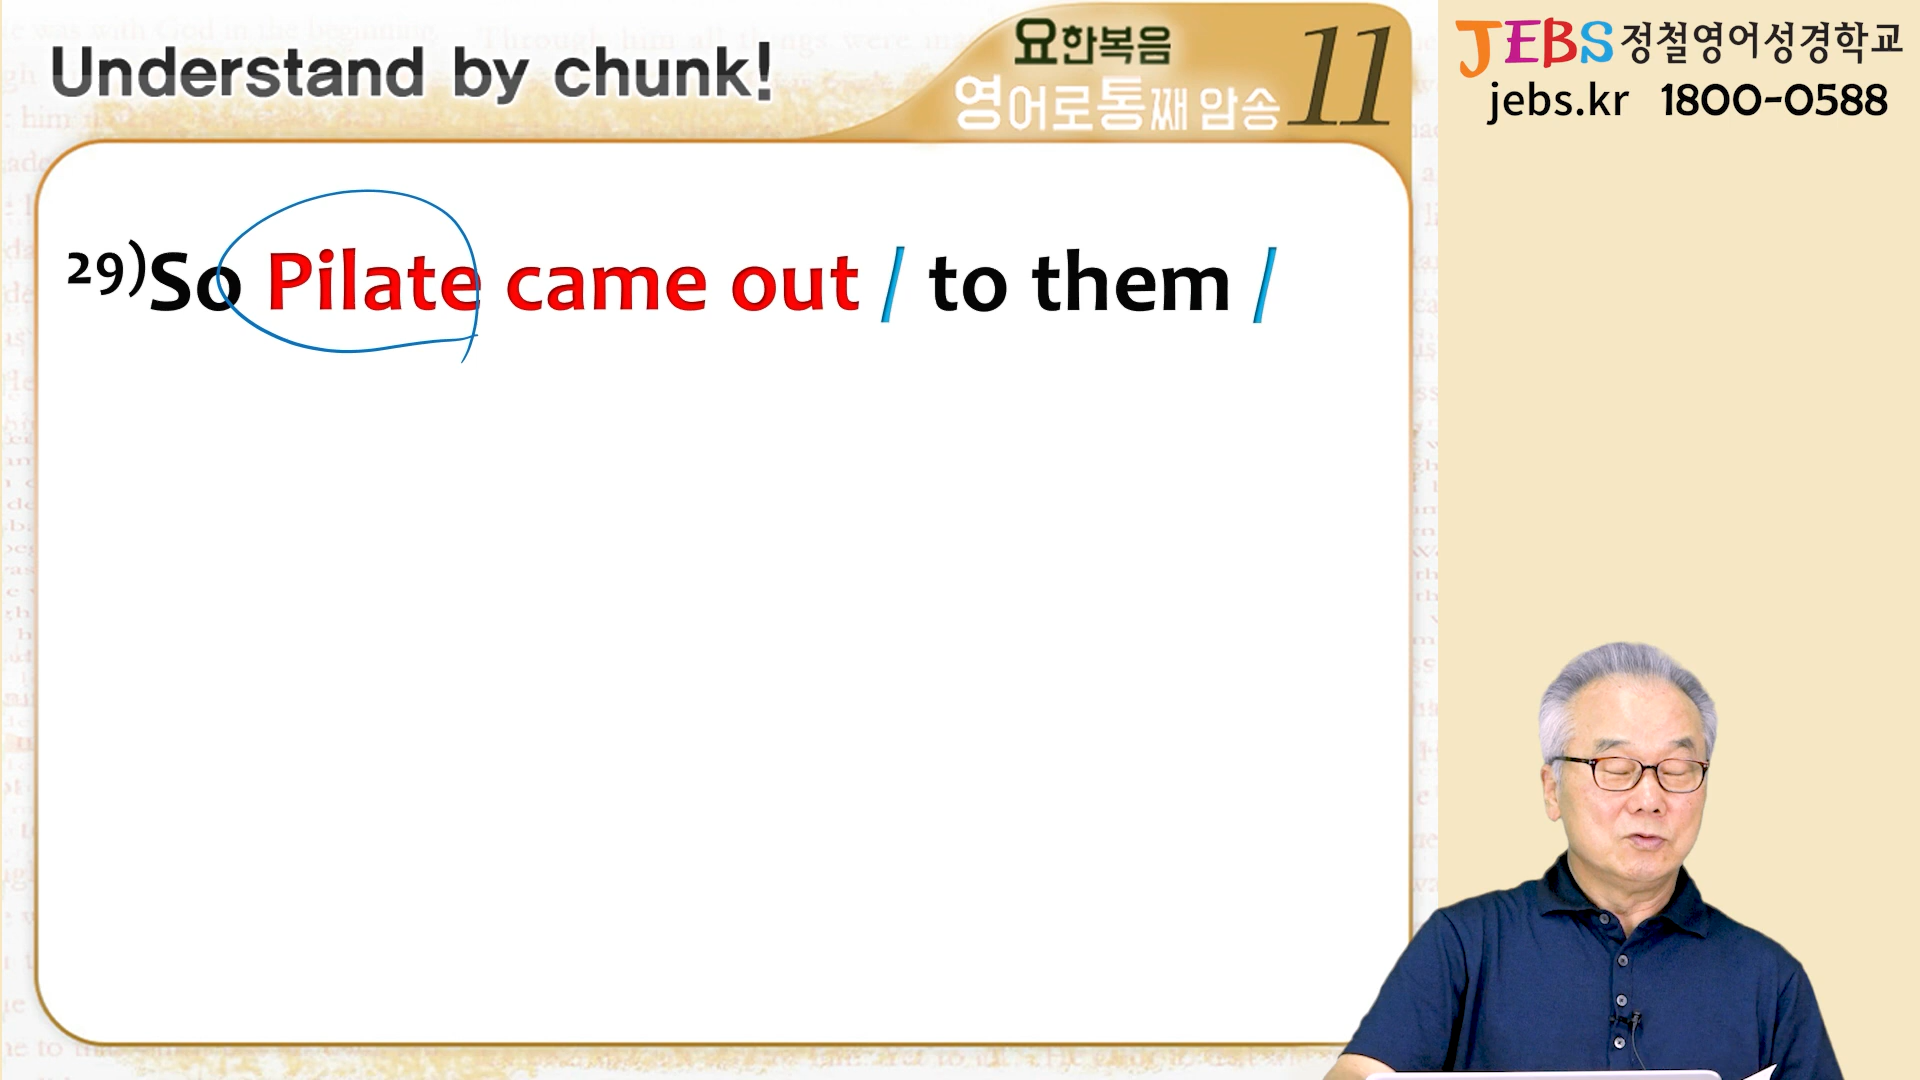 Understand by chunk!
요한복음
영어로통째 암송 11
JEBS 정철영어성경학교
jebs.kr 1800-0588
29)So Pilate came out / to them /